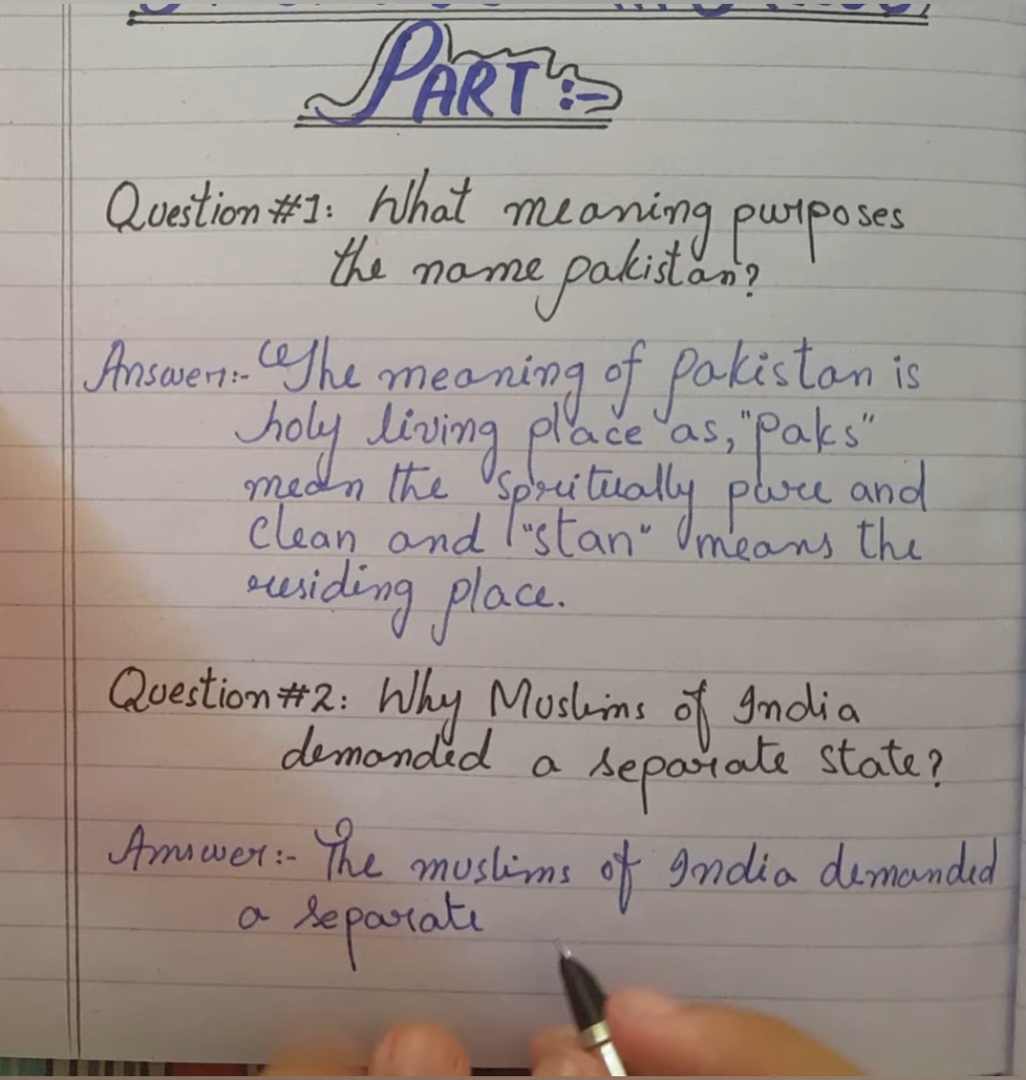 PART:-
Question #1: What meaning purposes
the name pakistan?
Answer:- "The meaning of pakistan is
holy living place as, "Paks"
mean the spritually pure and
clean and "stan" means the
residing place.
Question #2: Why Muslims of India
demanded a separate state?
Answer:- The muslims of India demanded
a separate